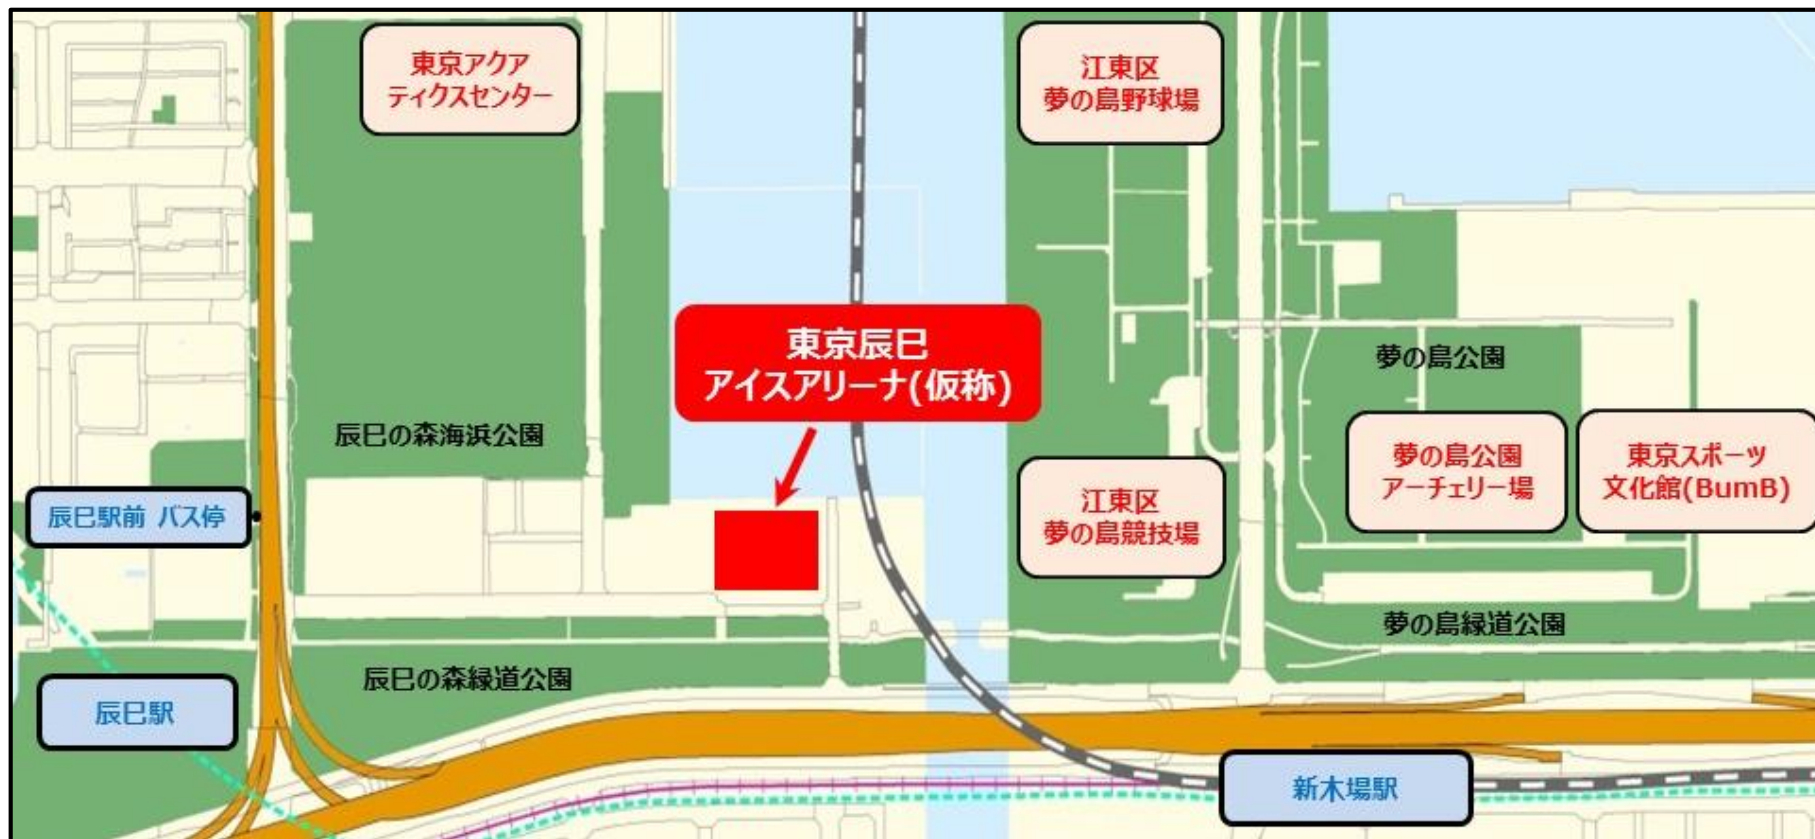 東京アクア
ティクスセンター
江東区
夢の島野球場
東京辰巳
アイスアリーナ(仮称)
夢の島公園
辰巳の森海浜公園
夢の島公園
アーチェリー場
東京スポーツ
文化館(BumB)
江東区
夢の島競技場
辰巳駅前 バス停
夢の島緑道公園
辰巳の森緑道公園
辰巳駅
新木場駅